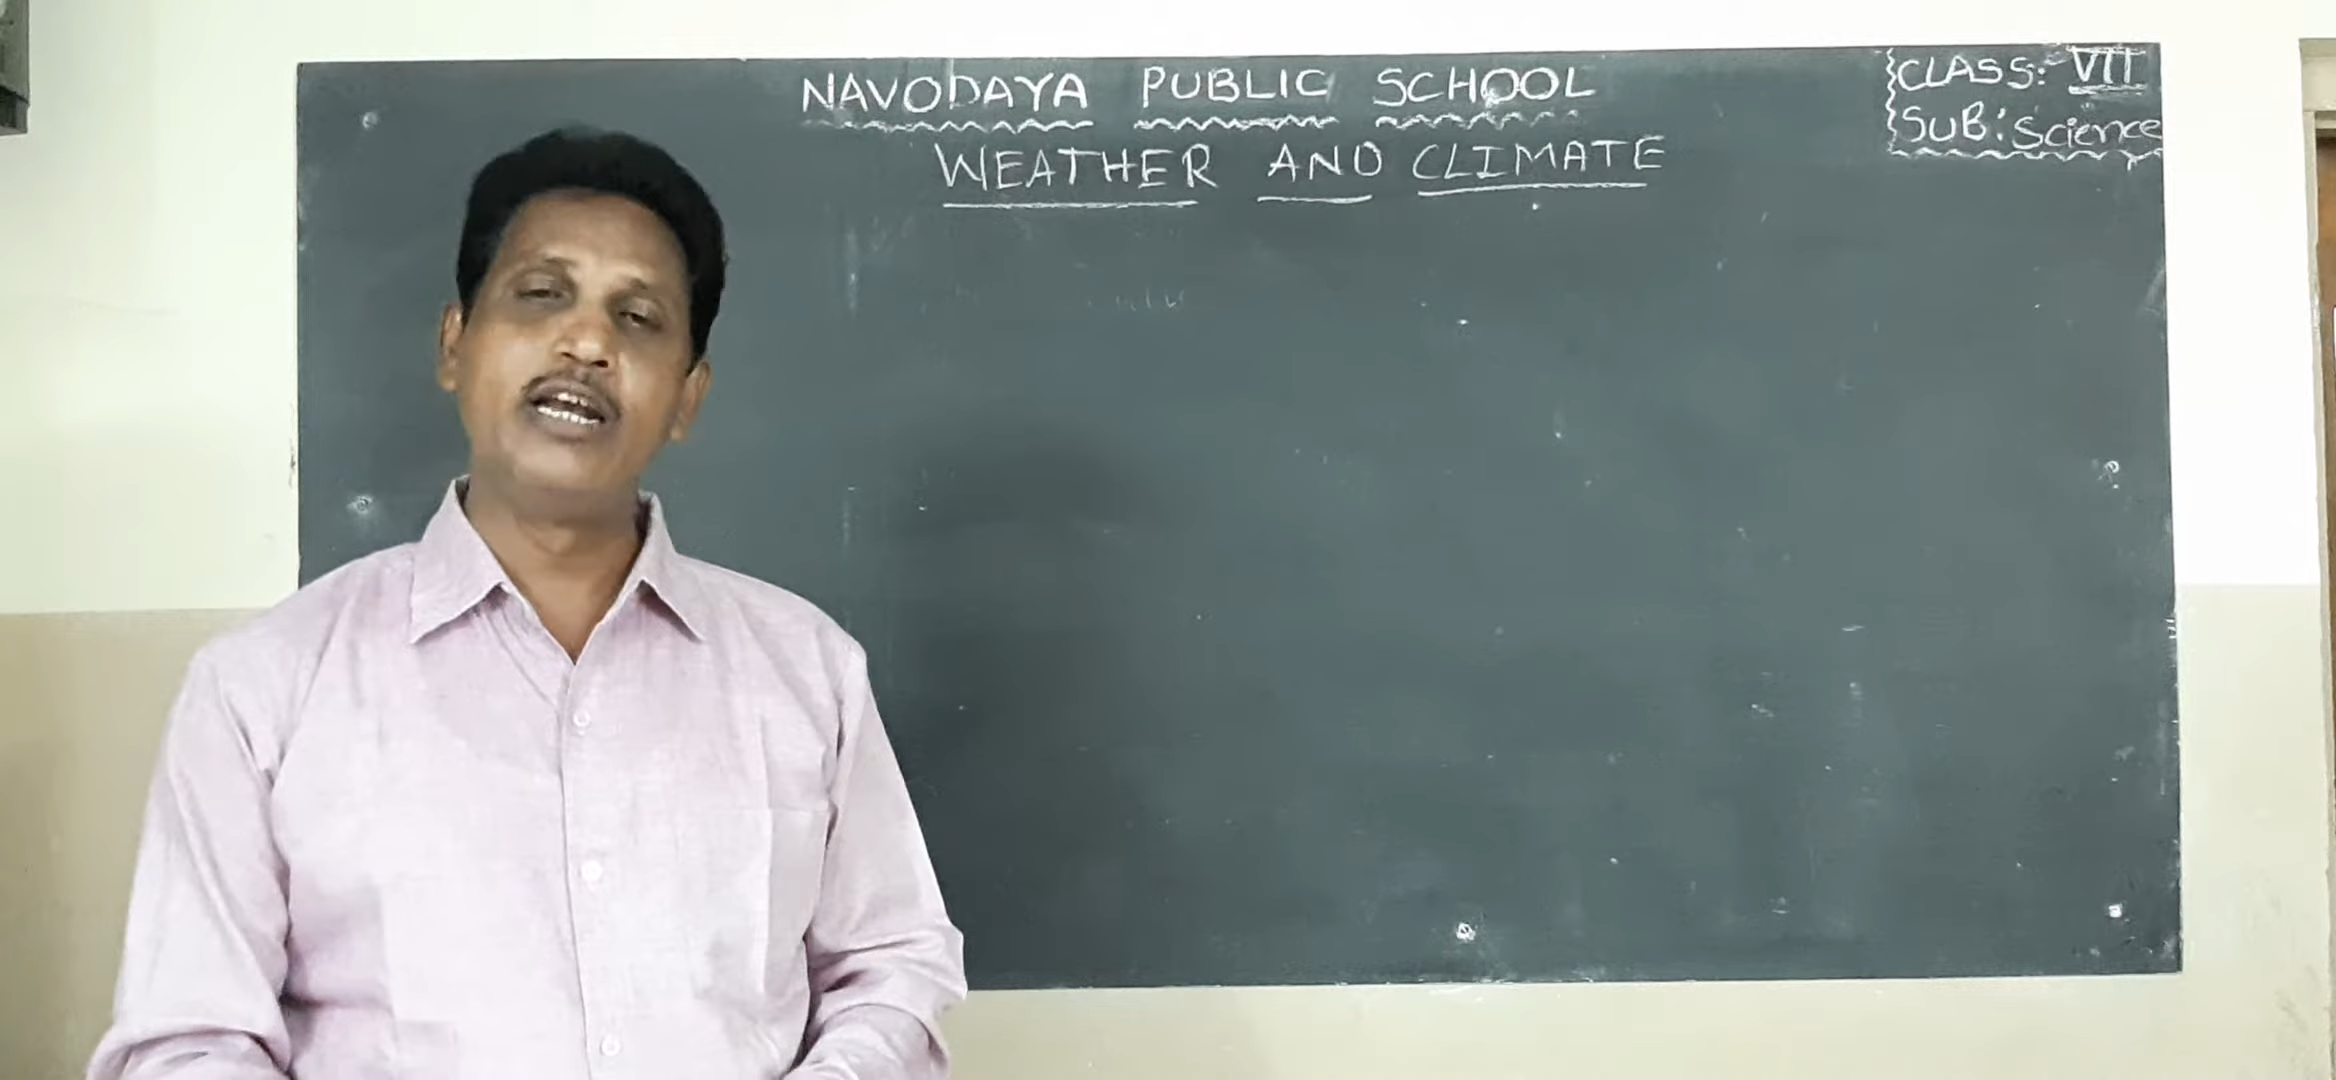 NAVODAYA PUBLIC SCHOOL
WEATHER AND CLIMATE
CLASS: VII
SUB: Science